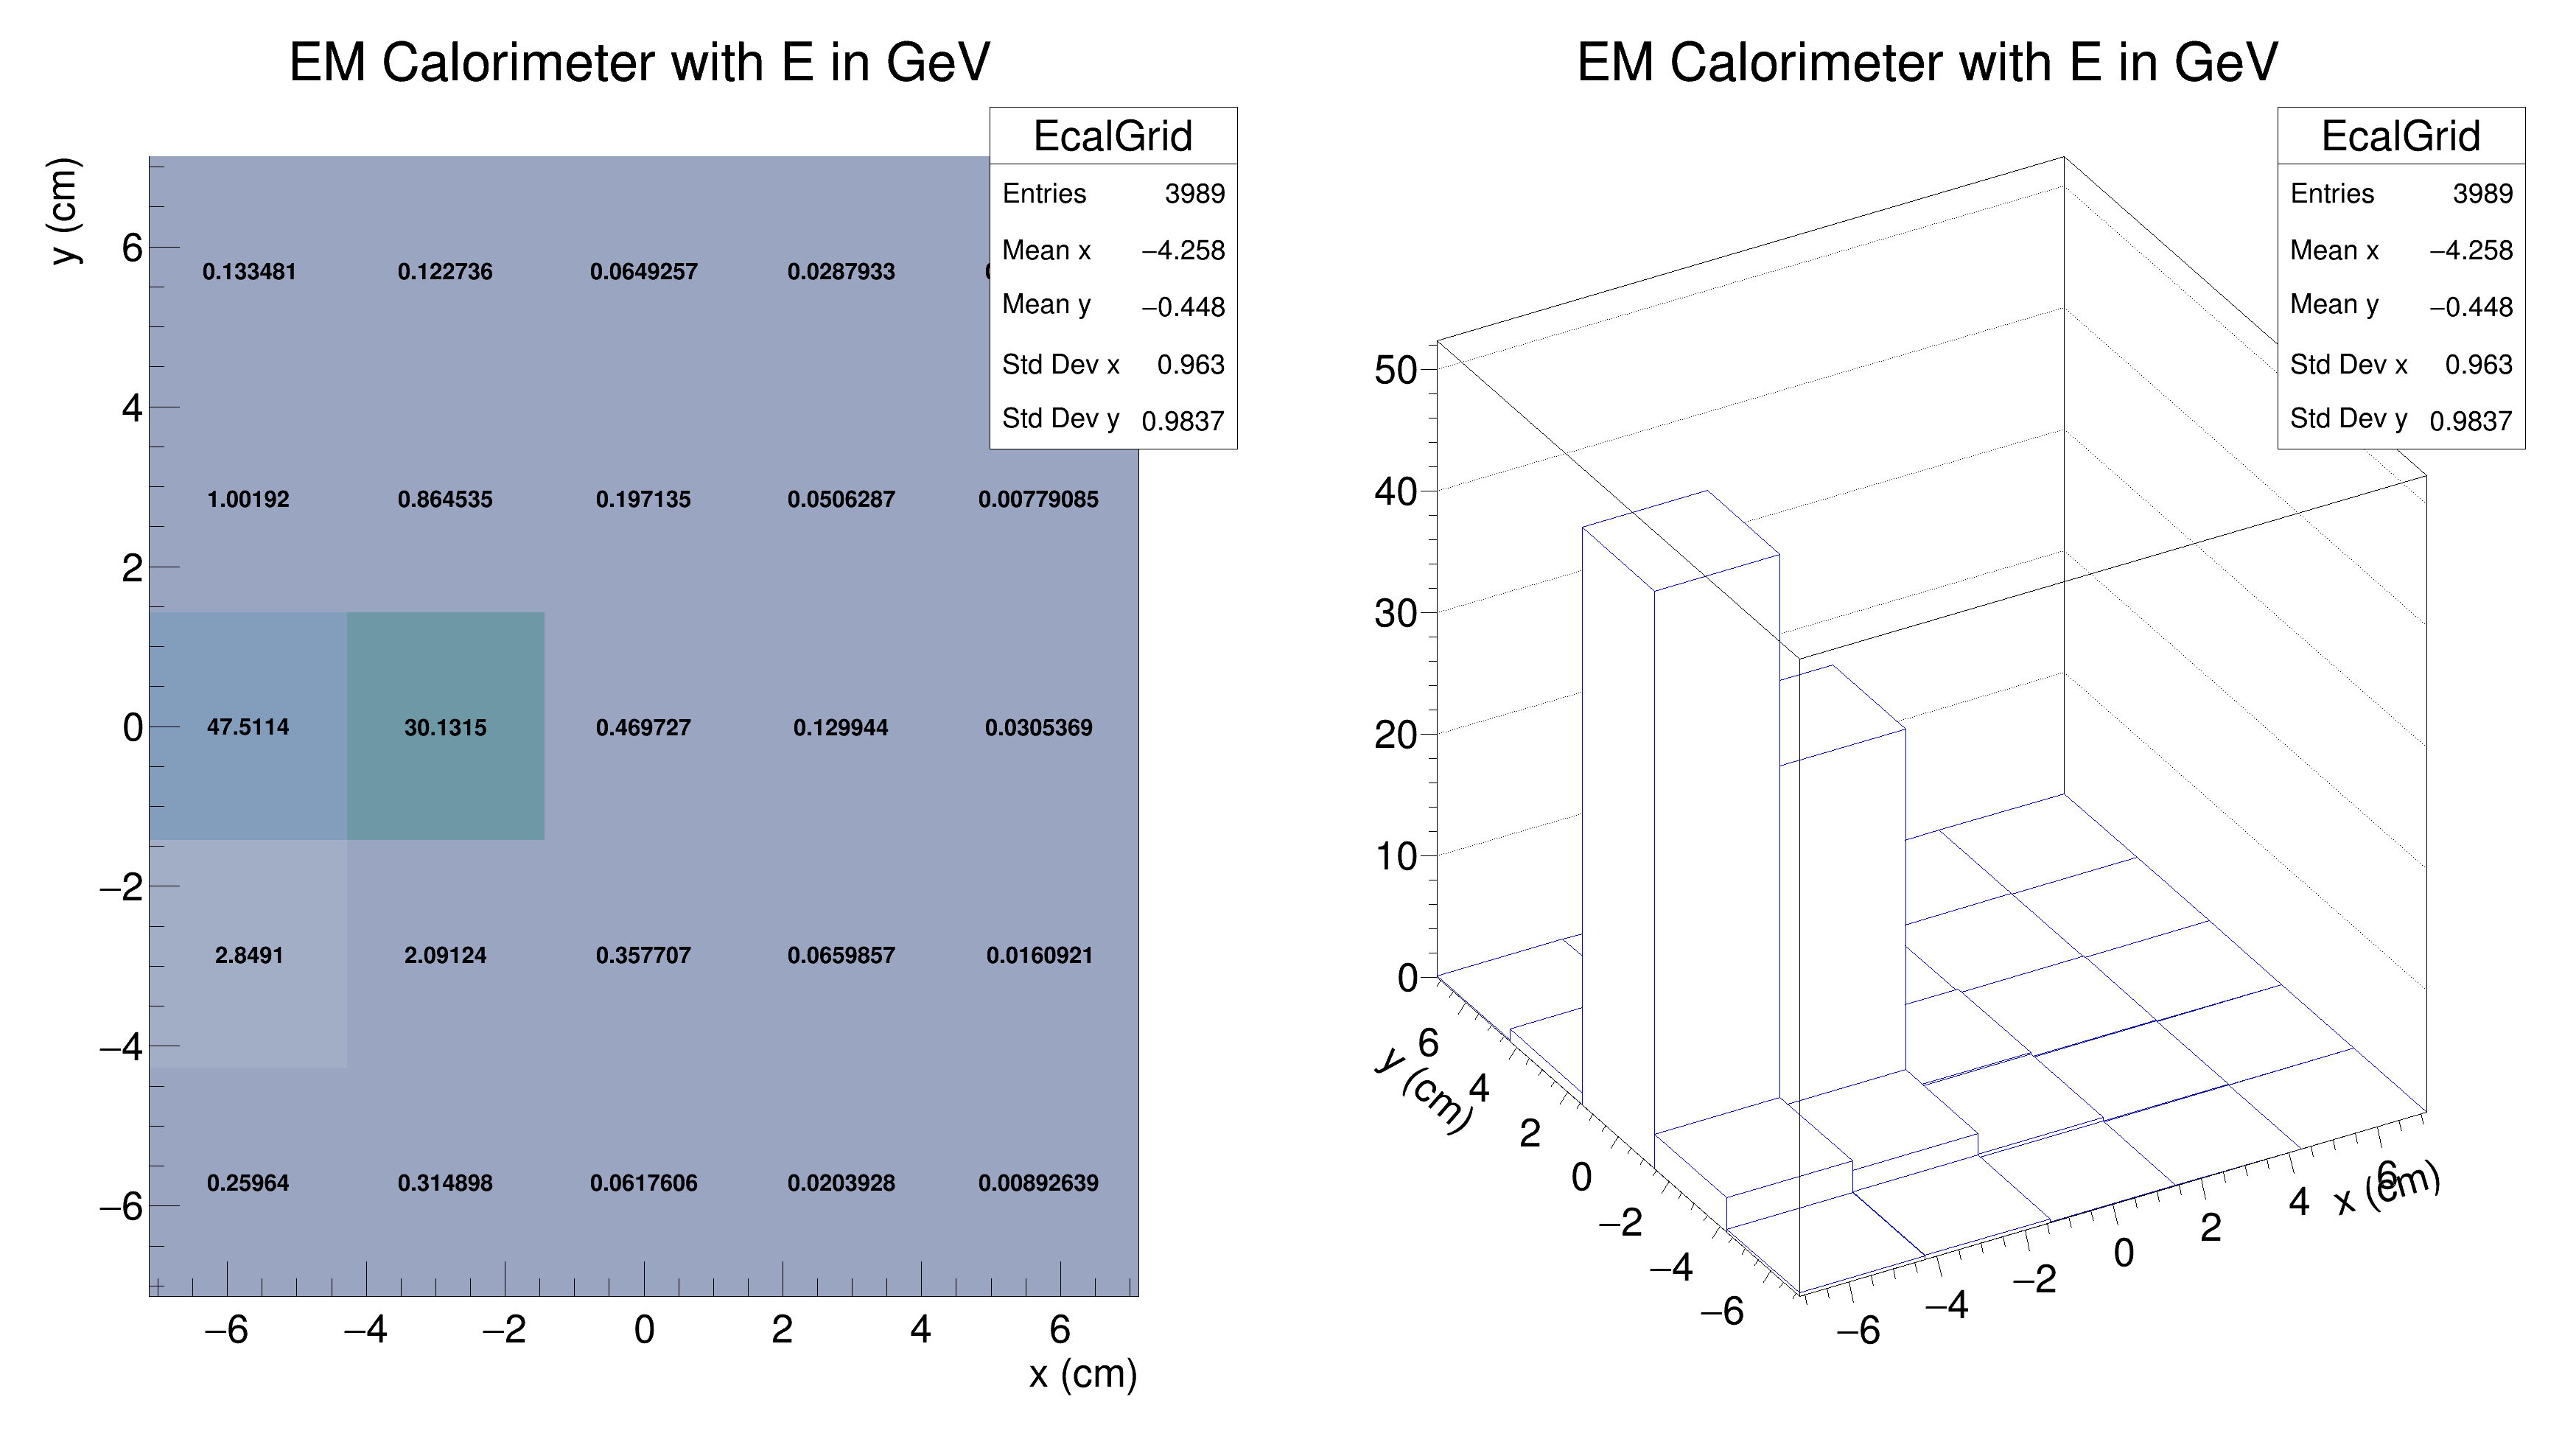 EM Calorimeter with E in GeV
EcalGrid
Entries 3989
Mean x −4.258
Mean y −0.448
Std Dev x 0.963
Std Dev y 0.9837
y (cm)
6
4
2
0
−2
−4
−6
0.133481 0.122736 0.0649257 0.0287933
1.00192 0.864535 0.197135 0.0506287 0.00779085
47.5114 30.1315 0.469727 0.129944 0.0305369
2.8491 2.09124 0.357707 0.0659857 0.0160921
0.25964 0.314898 0.0617606 0.0203928 0.00892639
−6 −4 −2 0 2 4 6
x (cm)
EM Calorimeter with E in GeV
EcalGrid
Entries 3989
Mean x −4.258
Mean y −0.448
Std Dev x 0.963
Std Dev y 0.9837
50
40
30
20
10
0
6
4
2
0
−2
−4
−6
y (cm)
−6 −4 −2 0 2 4 6
x (cm)